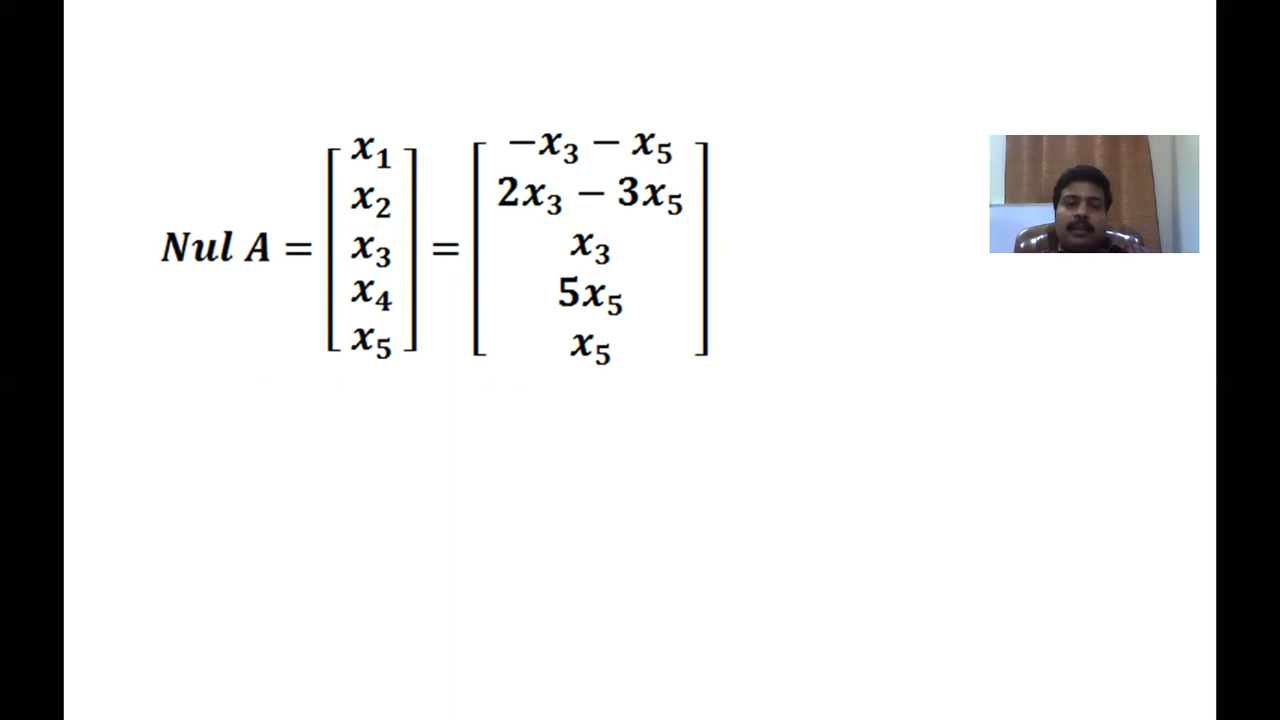 Nul A = [x₁ x₂ x₃ x₄ x₅] = [−x₃ − x₅
2x₃ − 3x₅
x₃
5x₅
x₅]